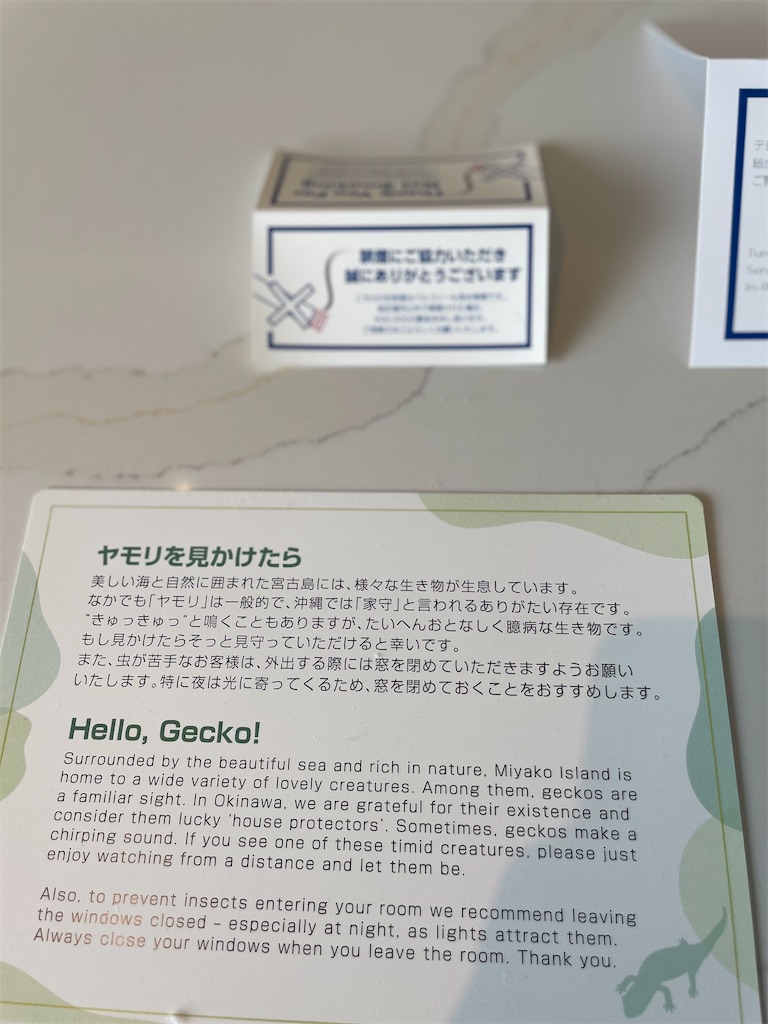 Thank You For
Not Smoking
禁煙にご協力いただき
誠にありがとうございます
ヤモリを見かけたら
美しい海と自然に囲まれた宮古島には、様々な生き物が生息しています。
なかでも「ヤモリ」は一般的で、沖縄では「家守」と言われるありがたい存在です。
“きゅっきゅっ”と鳴くこともありますが、たいへんおとなしく臆病な生き物です。
もし見かけたらそっと見守っていただけると幸いです。
また、虫が苦手なお客様は、外出する際には窓を閉めていただきますようお願い
いたします。特に夜は光に寄ってくるため、窓を閉めておくことをおすすめします。
Hello, Gecko!
Surrounded by the beautiful sea and rich in nature, Miyako Island is
home to a wide variety of lovely creatures. Among them, geckos are
a familiar sight. In Okinawa, we are grateful for their existence and
consider them lucky 'house protectors'. Sometimes, geckos make a
chirping sound. If you see one of these timid creatures, please just
enjoy watching from a distance and let them be.
Also, to prevent insects entering your room we recommend leaving
the windows closed – especially at night, as lights attract them.
Always close your windows when you leave the room. Thank you.